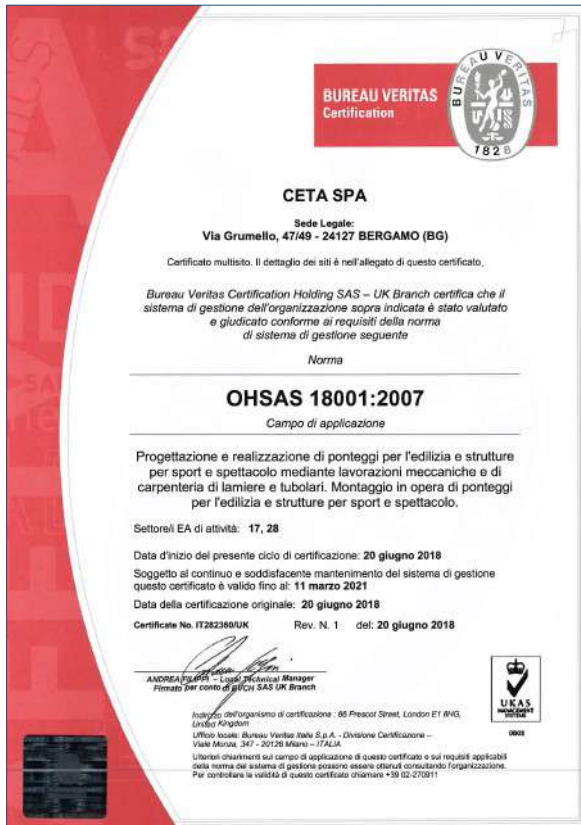 BUREAU VERITAS
Certification
BUREAU VERITAS
1828
CETA SPA
Sede Legale:
Via Grumello, 47/49 - 24127 BERGAMO (BG)
Certificato multisito. Il dettaglio dei siti è nell'allegato di questo certificato.
Bureau Veritas Certification Holding SAS – UK Branch certifica che il
sistema di gestione dell'organizzazione sopra indicata è stato valutato
e giudicato conforme ai requisiti della norma
di sistema di gestione seguente
Norma
OHSAS 18001:2007
Campo di applicazione
Progettazione e realizzazione di ponteggi per l'edilizia e strutture
per sport e spettacolo mediante lavorazioni meccaniche e di
carpenteria di lamiere e tubolari. Montaggio in opera di ponteggi
per l'edilizia e strutture per sport e spettacolo.
Settore/i EA di attività: 17, 28
Data d'inizio del presente ciclo di certificazione: 20 giugno 2018
Soggetto al continuo e soddisfacente mantenimento del sistema di gestione
questo certificato è valido fino al: 11 marzo 2021
Data della certificazione originale: 20 giugno 2018
Certificate No. IT282360/UK Rev. N. 1 del: 20 giugno 2018
ANDREA FILIPPI – Local Technical Manager
Firmato per conto di BVCH SAS UK Branch
Indirizzo dell'organismo di certificazione : 66 Prescot Street, London E1 8HG,
United Kingdom
Ufficio locale: Bureau Veritas Italia S.p.A. - Divisione Certificazione –
Viale Monza, 347 - 20126 Milano – ITALIA
Ulteriori chiarimenti sul campo di applicazione di questo certificato e sui requisiti applicabili
della norma del sistema di gestione possono essere ottenuti consultando l'organizzazione.
Per controllare la validità di questo certificato chiamare +39 02-270911
UKAS
MANAGEMENT
SYSTEMS
0008